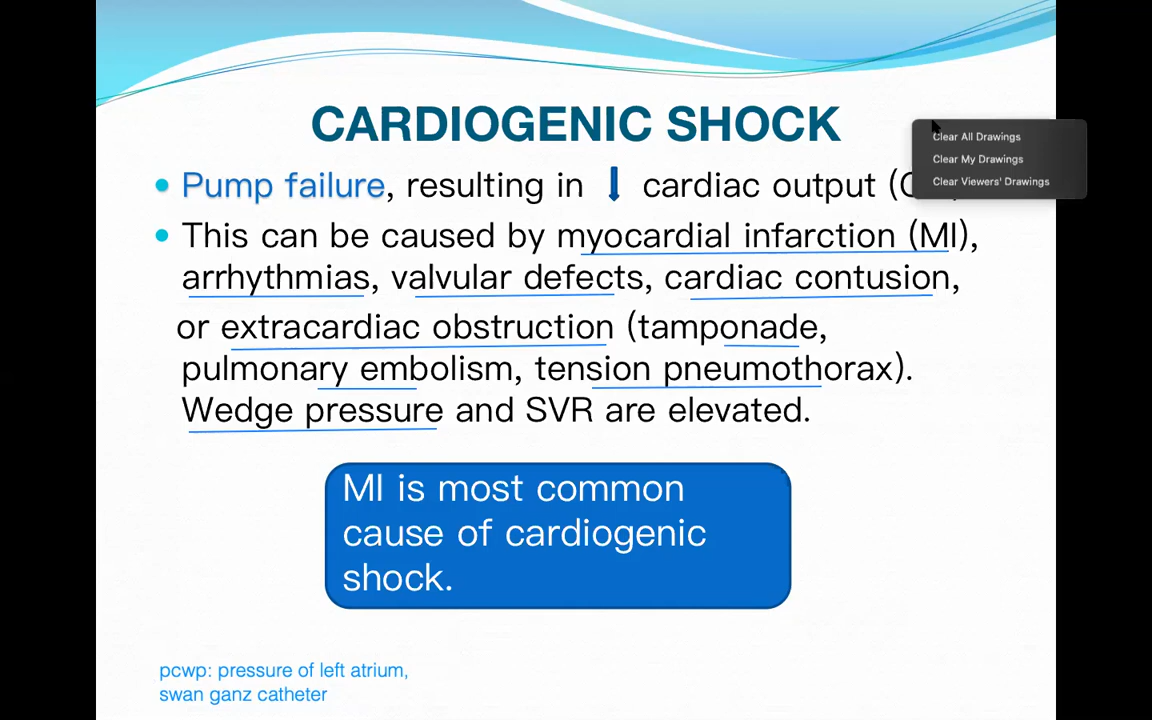 CARDIOGENIC SHOCK
Clear All Drawings
Clear My Drawings
Clear Viewers' Drawings
• Pump failure, resulting in cardiac output
• This can be caused by myocardial infarction (MI),
arrhythmias, valvular defects, cardiac contusion,
or extracardiac obstruction (tamponade,
pulmonary embolism, tension pneumothorax).
Wedge pressure and SVR are elevated.
MI is most common
cause of cardiogenic
shock.
pcwp: pressure of left atrium,
swan ganz catheter